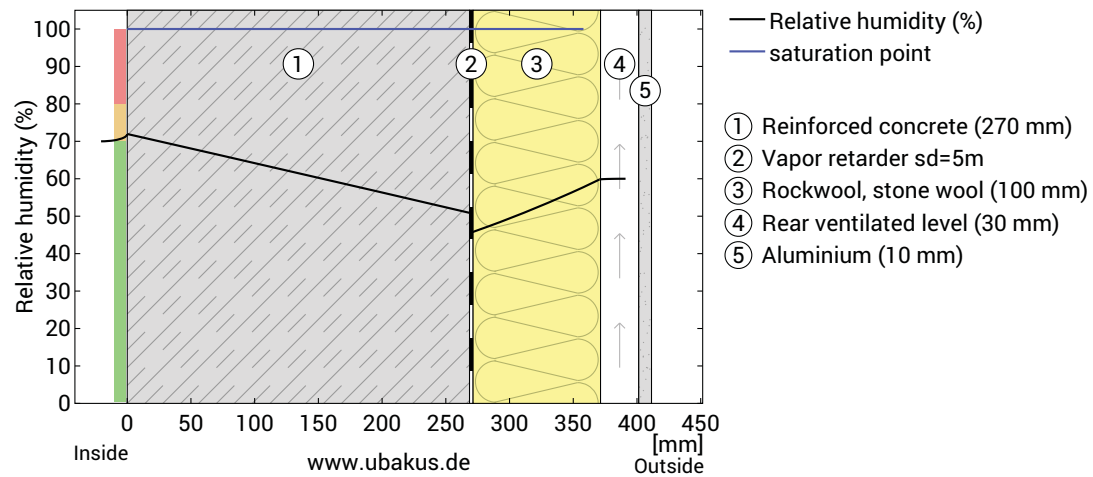 Relative humidity (%)
100
90
80
70
60
50
40
30
20
10
0
1
2
3
4
5
0
50
100
150
200
250
300
350
400
450
[mm]
Inside
www.ubakus.de
Outside
Relative humidity (%)
saturation point
1 Reinforced concrete (270 mm)
2 Vapor retarder sd=5m
3 Rockwool, stone wool (100 mm)
4 Rear ventilated level (30 mm)
5 Aluminium (10 mm)